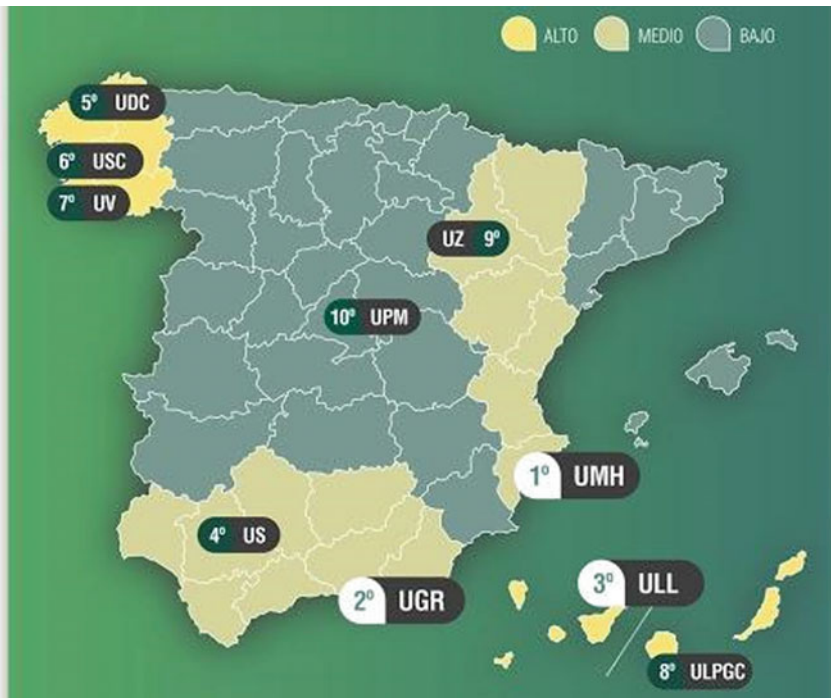 ALTO MEDIO BAJO
5º UDC
6º USC
7º UV
UZ 9º
10º UPM
1º UMH
4º US
2º UGR
3º ULL
8º ULPGC